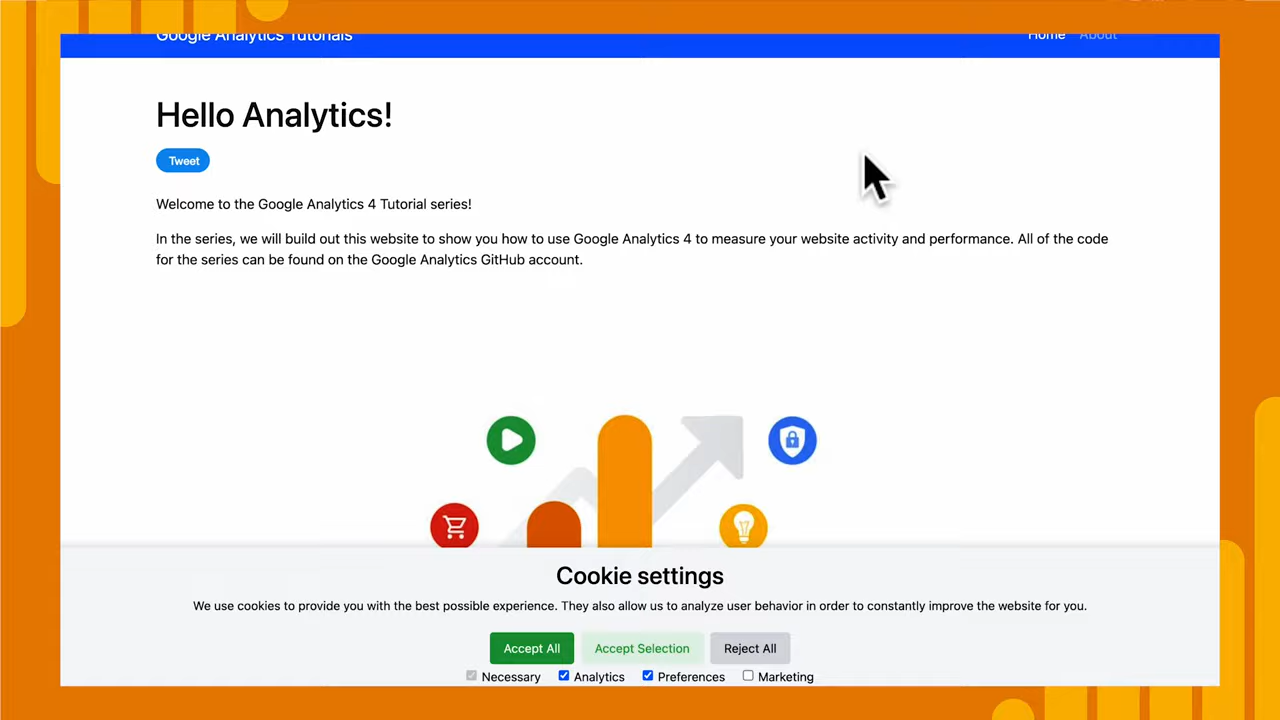 Google Analytics Tutorials
Home About
Hello Analytics!
Tweet
Welcome to the Google Analytics 4 Tutorial series!
In the series, we will build out this website to show you how to use Google Analytics 4 to measure your website activity and performance. All of the code
for the series can be found on the Google Analytics GitHub account.
Cookie settings
We use cookies to provide you with the best possible experience. They also allow us to analyze user behavior in order to constantly improve the website for you.
Accept All Accept Selection Reject All
Necessary Analytics Preferences Marketing